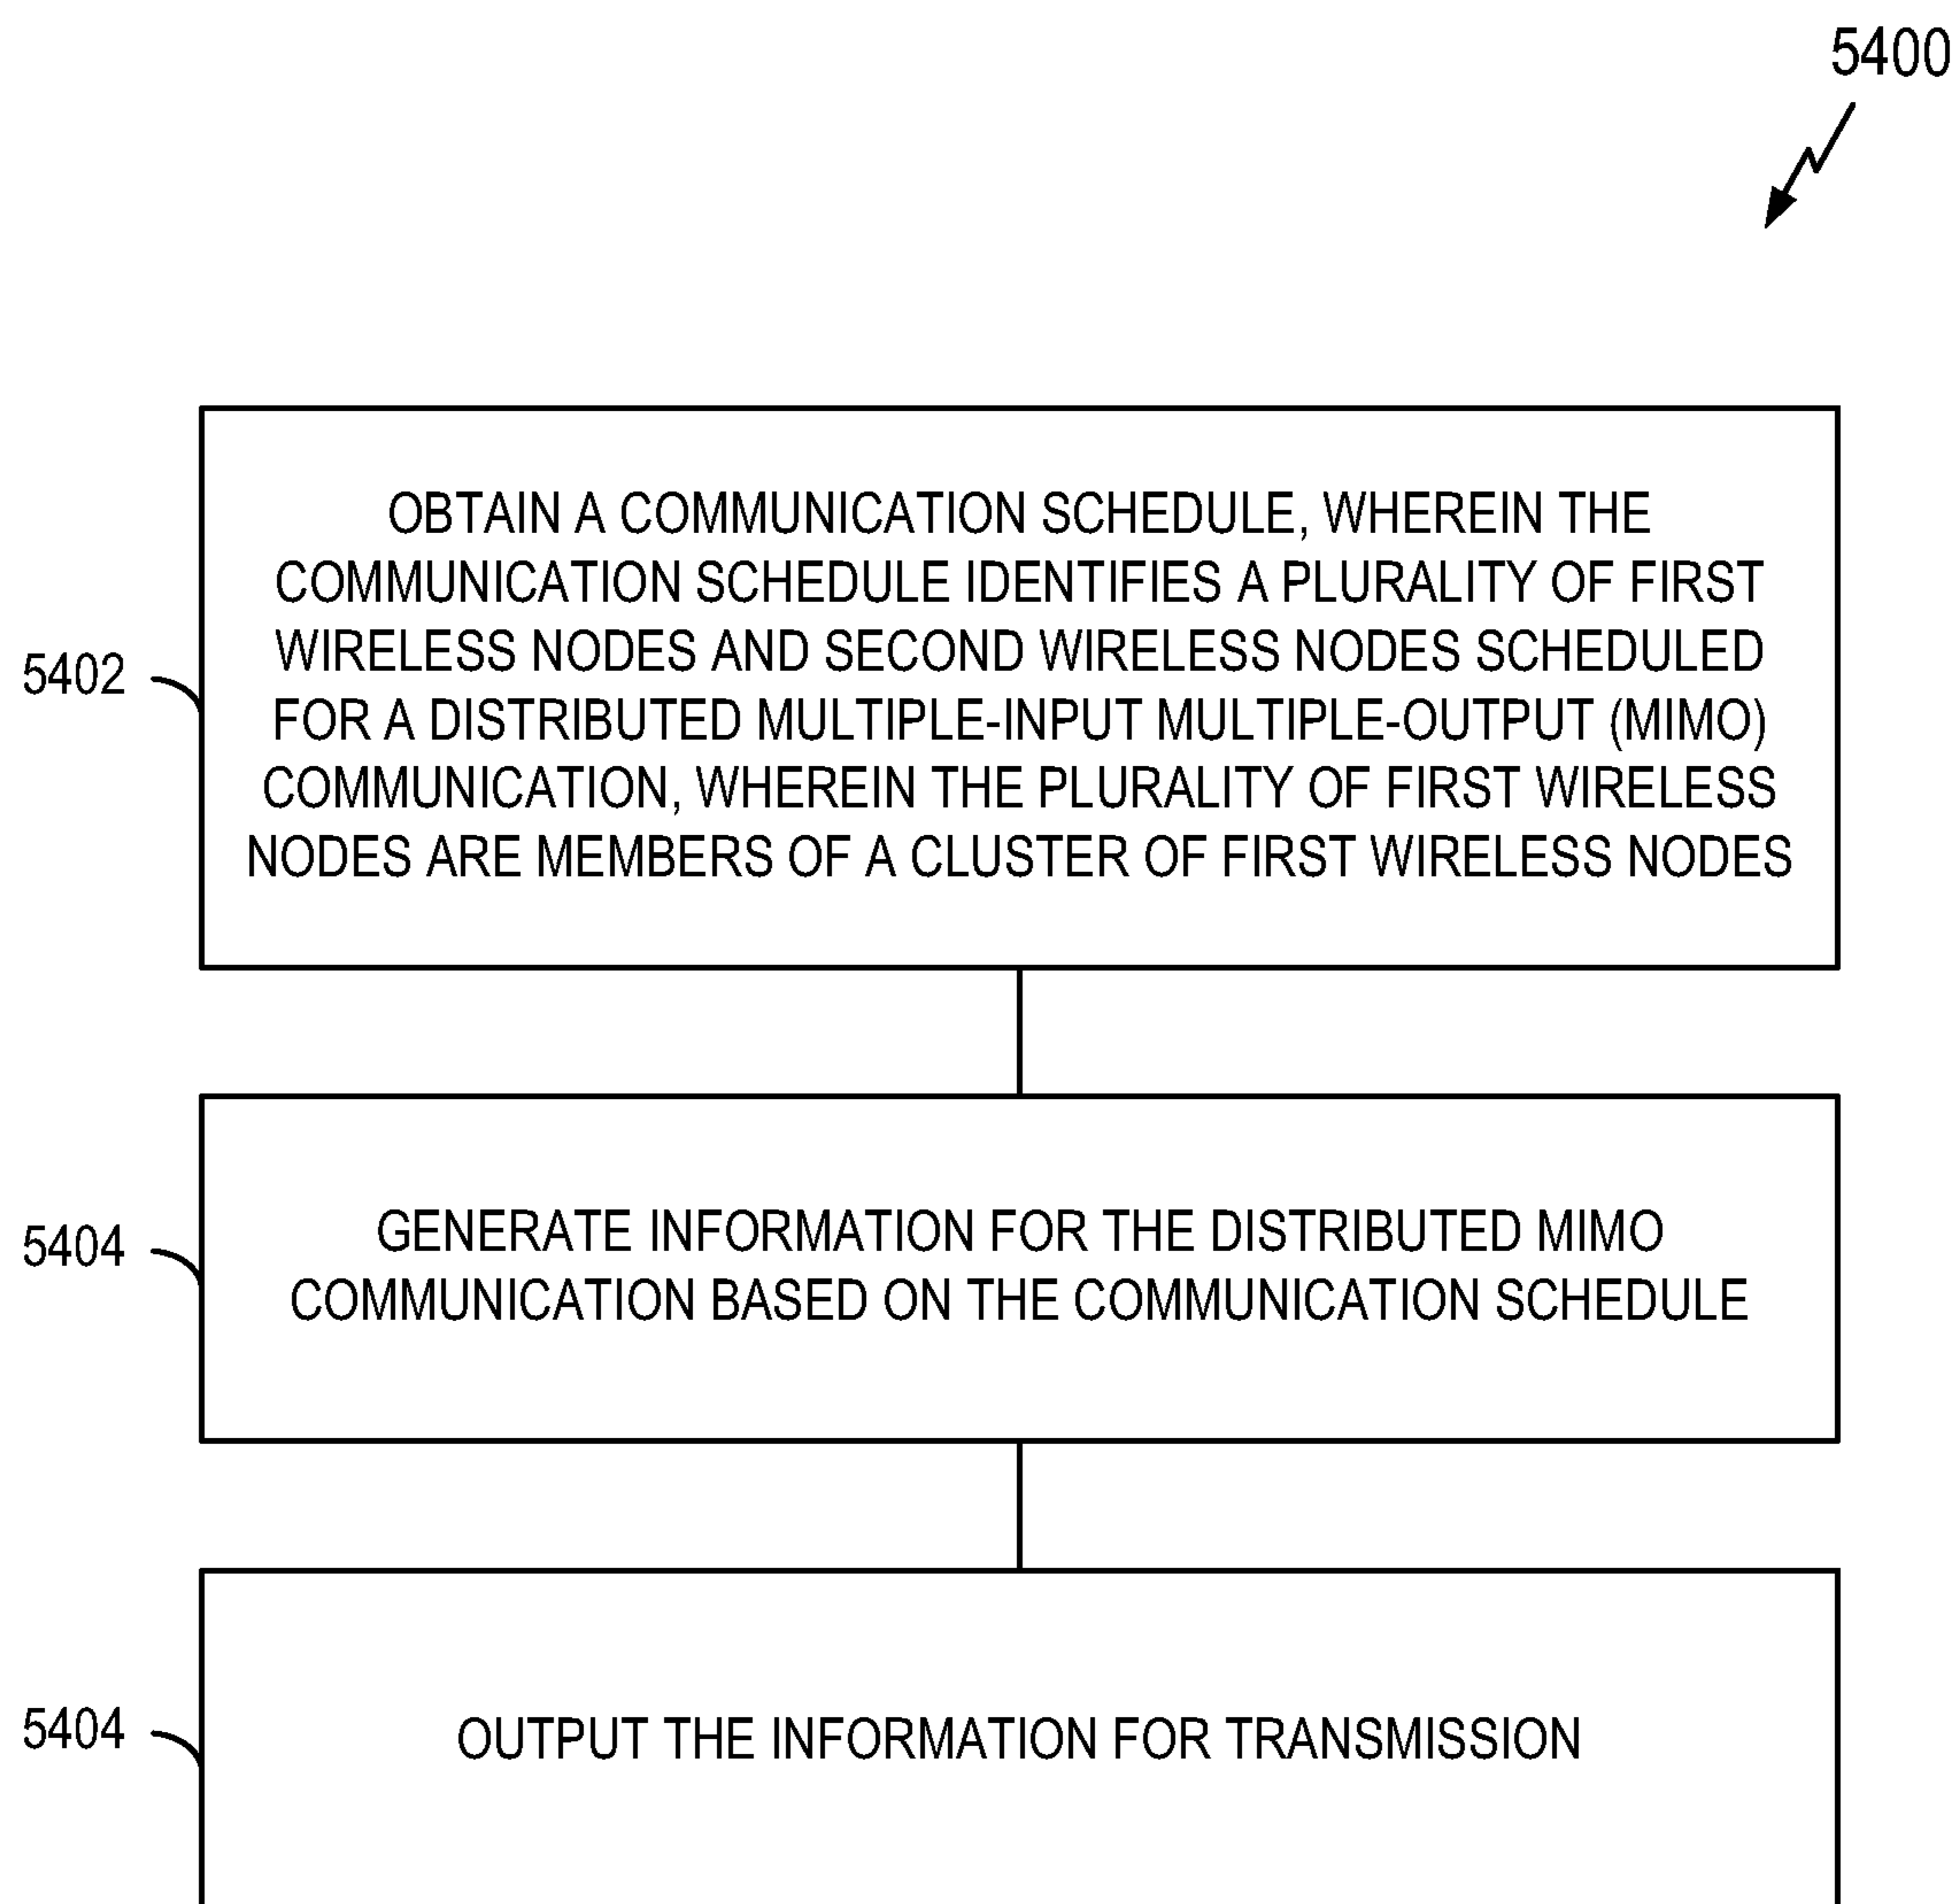 5400
5402
OBTAIN A COMMUNICATION SCHEDULE, WHEREIN THE
COMMUNICATION SCHEDULE IDENTIFIES A PLURALITY OF FIRST
WIRELESS NODES AND SECOND WIRELESS NODES SCHEDULED
FOR A DISTRIBUTED MULTIPLE-INPUT MULTIPLE-OUTPUT (MIMO)
COMMUNICATION, WHEREIN THE PLURALITY OF FIRST WIRELESS
NODES ARE MEMBERS OF A CLUSTER OF FIRST WIRELESS NODES
5404
GENERATE INFORMATION FOR THE DISTRIBUTED MIMO
COMMUNICATION BASED ON THE COMMUNICATION SCHEDULE
5404
OUTPUT THE INFORMATION FOR TRANSMISSION